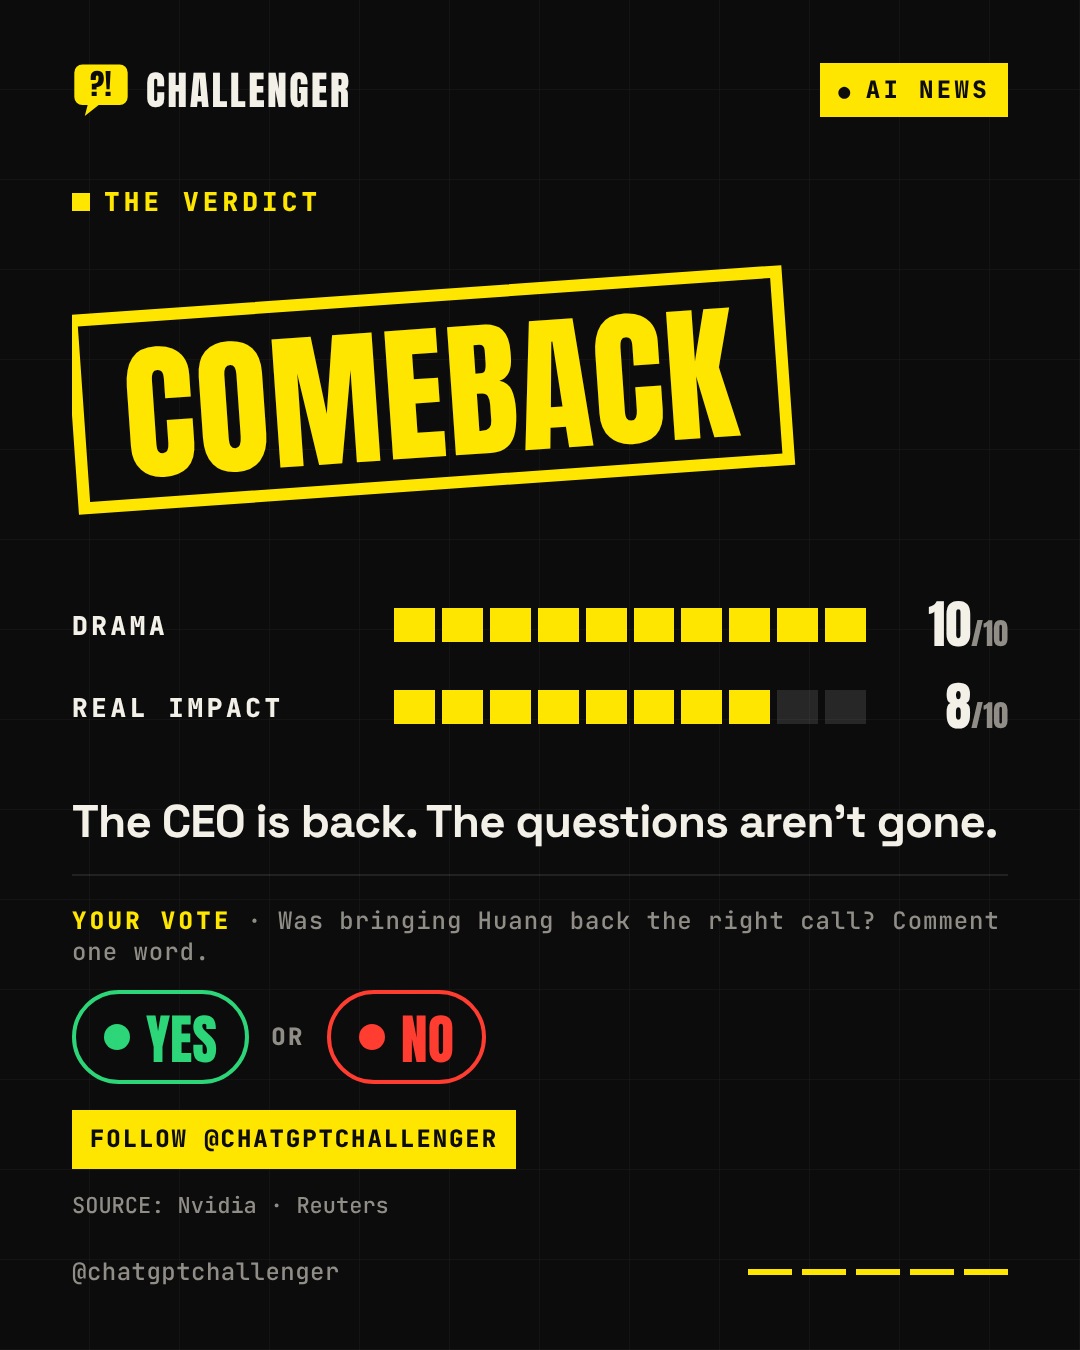 ?! CHALLENGER
● AI NEWS
THE VERDICT
COMEBACK
DRAMA 10/10
REAL IMPACT 8/10
The CEO is back. The questions aren’t gone.
YOUR VOTE · Was bringing Huang back the right call? Comment
one word.
YES OR NO
FOLLOW @CHATGPTCHALLENGER
SOURCE: Nvidia · Reuters
@chatgptchallenger